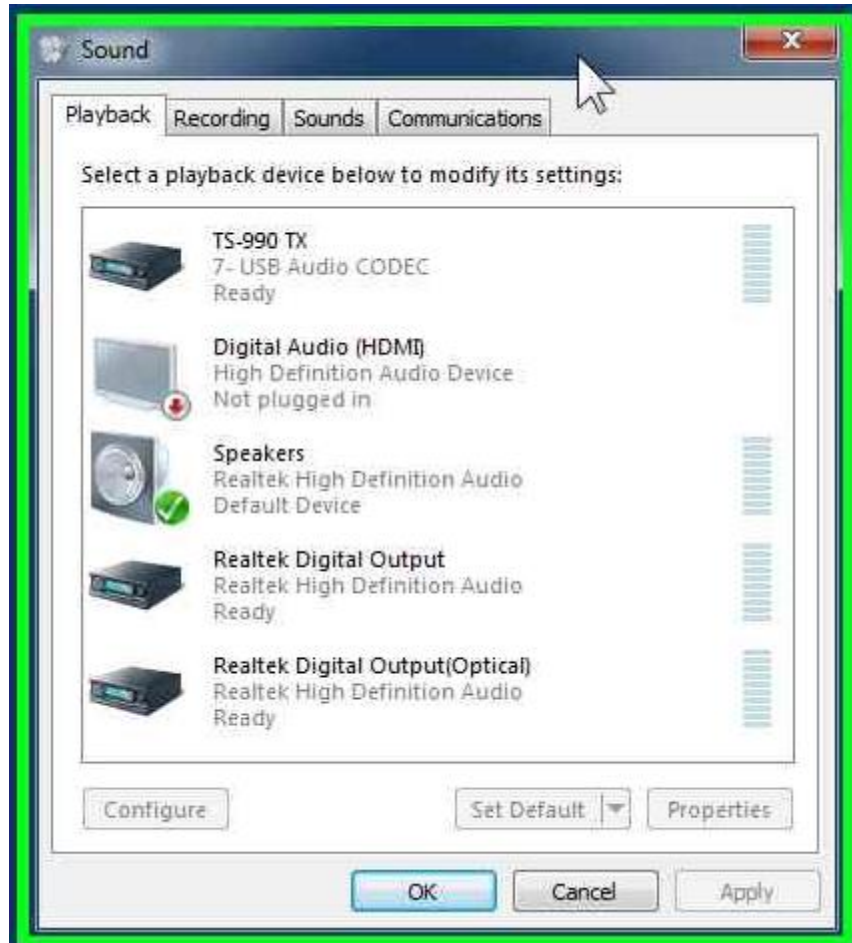 Sound
Playback Recording Sounds Communications
Select a playback device below to modify its settings:
TS-990 TX
7- USB Audio CODEC
Ready
Digital Audio (HDMI)
High Definition Audio Device
Not plugged in
Speakers
Realtek High Definition Audio
Default Device
Realtek Digital Output
Realtek High Definition Audio
Ready
Realtek Digital Output(Optical)
Realtek High Definition Audio
Ready
Configure Set Default Properties
OK Cancel Apply